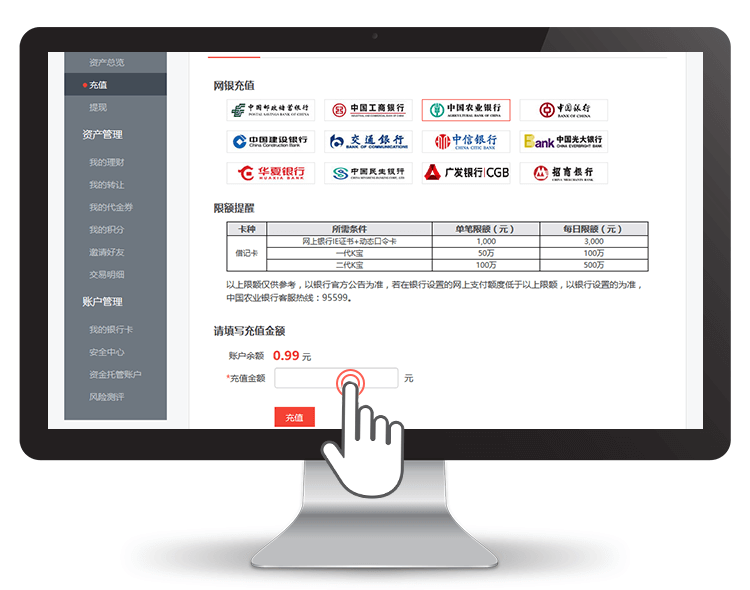 资产总览
充值
提现
资产管理
我的理财
我的转让
我的代金券
我的积分
邀请好友
交易明细
账户管理
我的银行卡
安全中心
资金托管账户
风险测评
网银充值
中国邮政储蓄银行
POSTAL SAVINGS BANK OF CHINA
中国工商银行
中国农业银行
AGRICULTURAL BANK OF CHINA
中国银行
BANK OF CHINA
中国建设银行
China Construction Bank
交通银行
BANK OF COMMUNICATIONS
中信银行
CHINA CITIC BANK
Bank 中国光大银行
CHINA EVERBRIGHT BANK
华夏银行
HUAXIA BANK
中国民生银行
广发银行|CGB
招商银行
CHINA MERCHANTS BANK
限额提醒
卡种 所需条件 单笔限额（元） 每日限额（元）
借记卡 网上银行IE证书+动态口令卡 1,000 3,000
一代K宝 50万 100万
二代K宝 100万 500万
以上限额仅供参考，以银行官方公告为准，若在银行设置的网上支付额度低于以上限额，以银行设置的为准，
中国农业银行客服热线：95599。
请填写充值金额
账户余额 0.99 元
*充值金额 元
充值